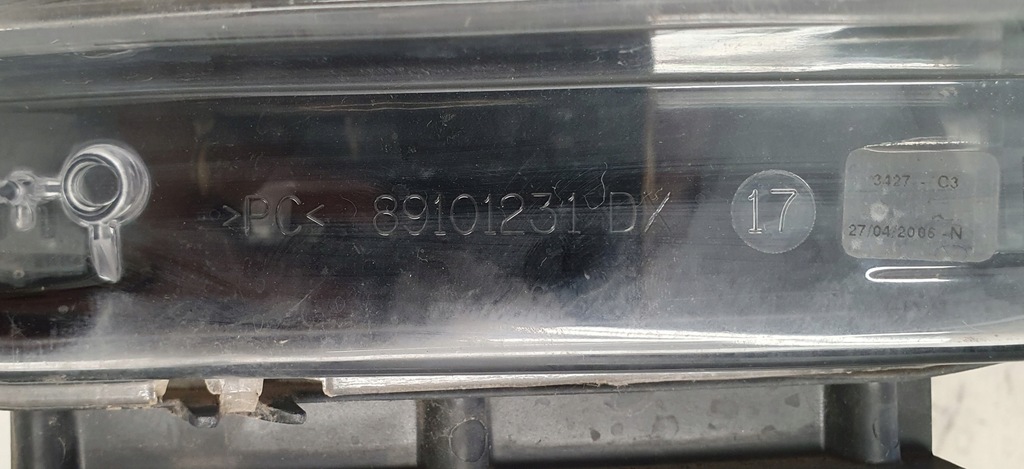 >PC< 89101231 DX 17
3427 - C3
27/04/2006 - N